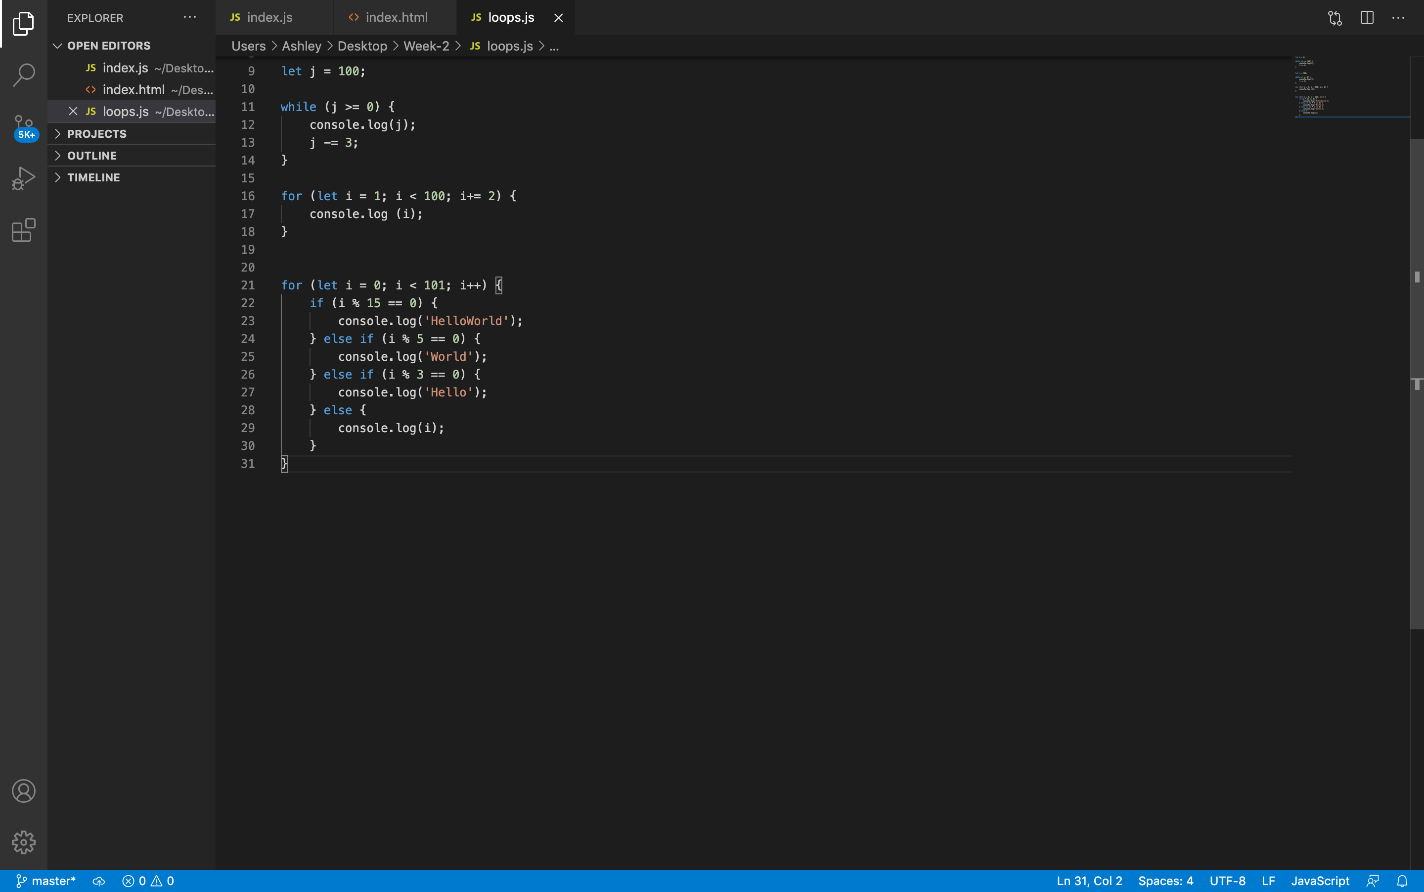 EXPLORER
OPEN EDITORS
JS index.js ~/Deskto...
<> index.html ~/Des...
JS loops.js ~/Deskto...
PROJECTS
OUTLINE
TIMELINE
5K+
JS index.js
<> index.html
JS loops.js
Users > Ashley > Desktop > Week-2 > JS loops.js > ...
9 let j = 100;
10
11 while (j >= 0) {
12     console.log(j);
13     j -= 3;
14 }
15
16 for (let i = 1; i < 100; i+= 2) {
17     console.log (i);
18 }
19
20
21 for (let i = 0; i < 101; i++) {
22     if (i % 15 == 0) {
23         console.log('HelloWorld');
24     } else if (i % 5 == 0) {
25         console.log('World');
26     } else if (i % 3 == 0) {
27         console.log('Hello');
28     } else {
29         console.log(i);
30     }
31 }
master* 0 0 Ln 31, Col 2 Spaces: 4 UTF-8 LF JavaScript